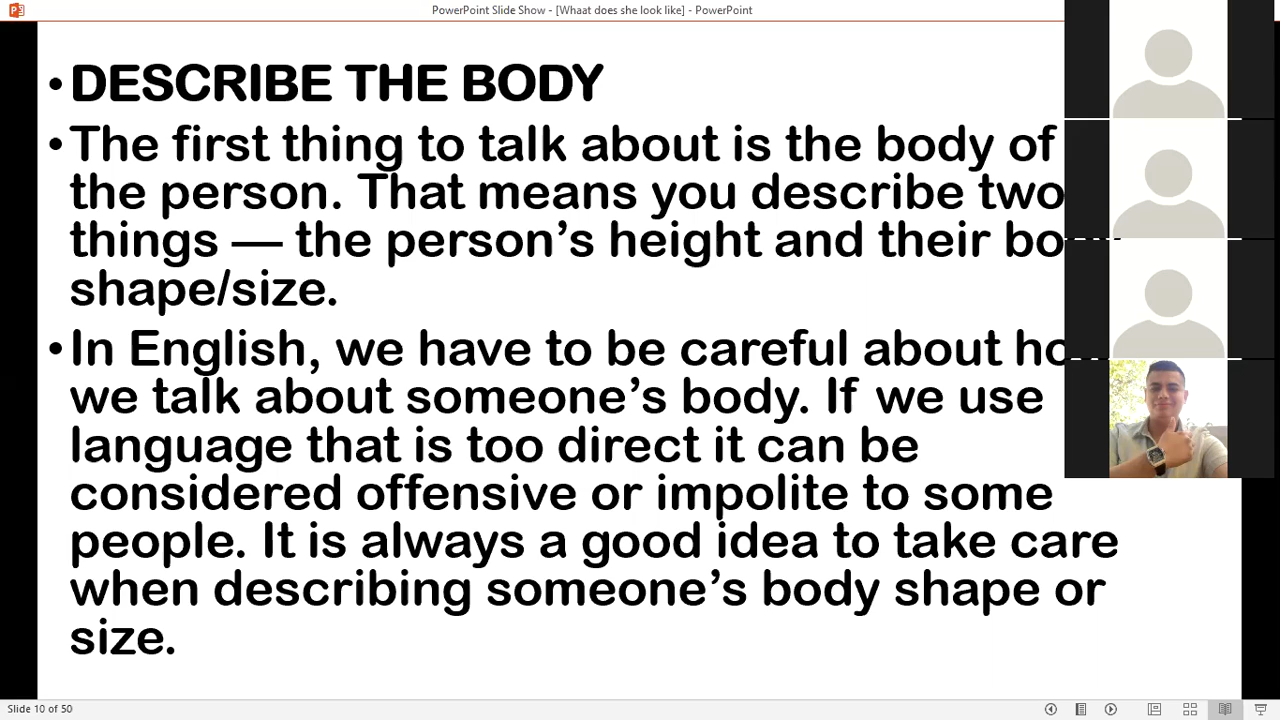 PowerPoint Slide Show - [Whaat does she look like] - PowerPoint
• DESCRIBE THE BODY
• The first thing to talk about is the body of
the person. That means you describe two
things — the person’s height and their
shape/size.
• In English, we have to be careful about
we talk about someone’s body. If we use
language that is too direct it can be
considered offensive or impolite to some
people. It is always a good idea to take care
when describing someone’s body shape or
size.
Slide 10 of 50